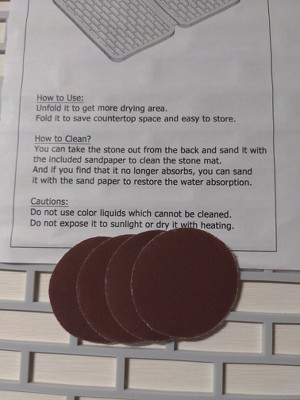 How to Use:
Unfold it to get more drying area.
Fold it to save countertop space and easy to store.
How to Clean?
You can take the stone out from the back and sand it with
the included sandpaper to clean the stone mat.
And if you find that it no longer absorbs, you can sand
it with the sand paper to restore the water absorption.
Cautions:
Do not use color liquids which cannot be cleaned.
Do not expose it to sunlight or dry it with heating.